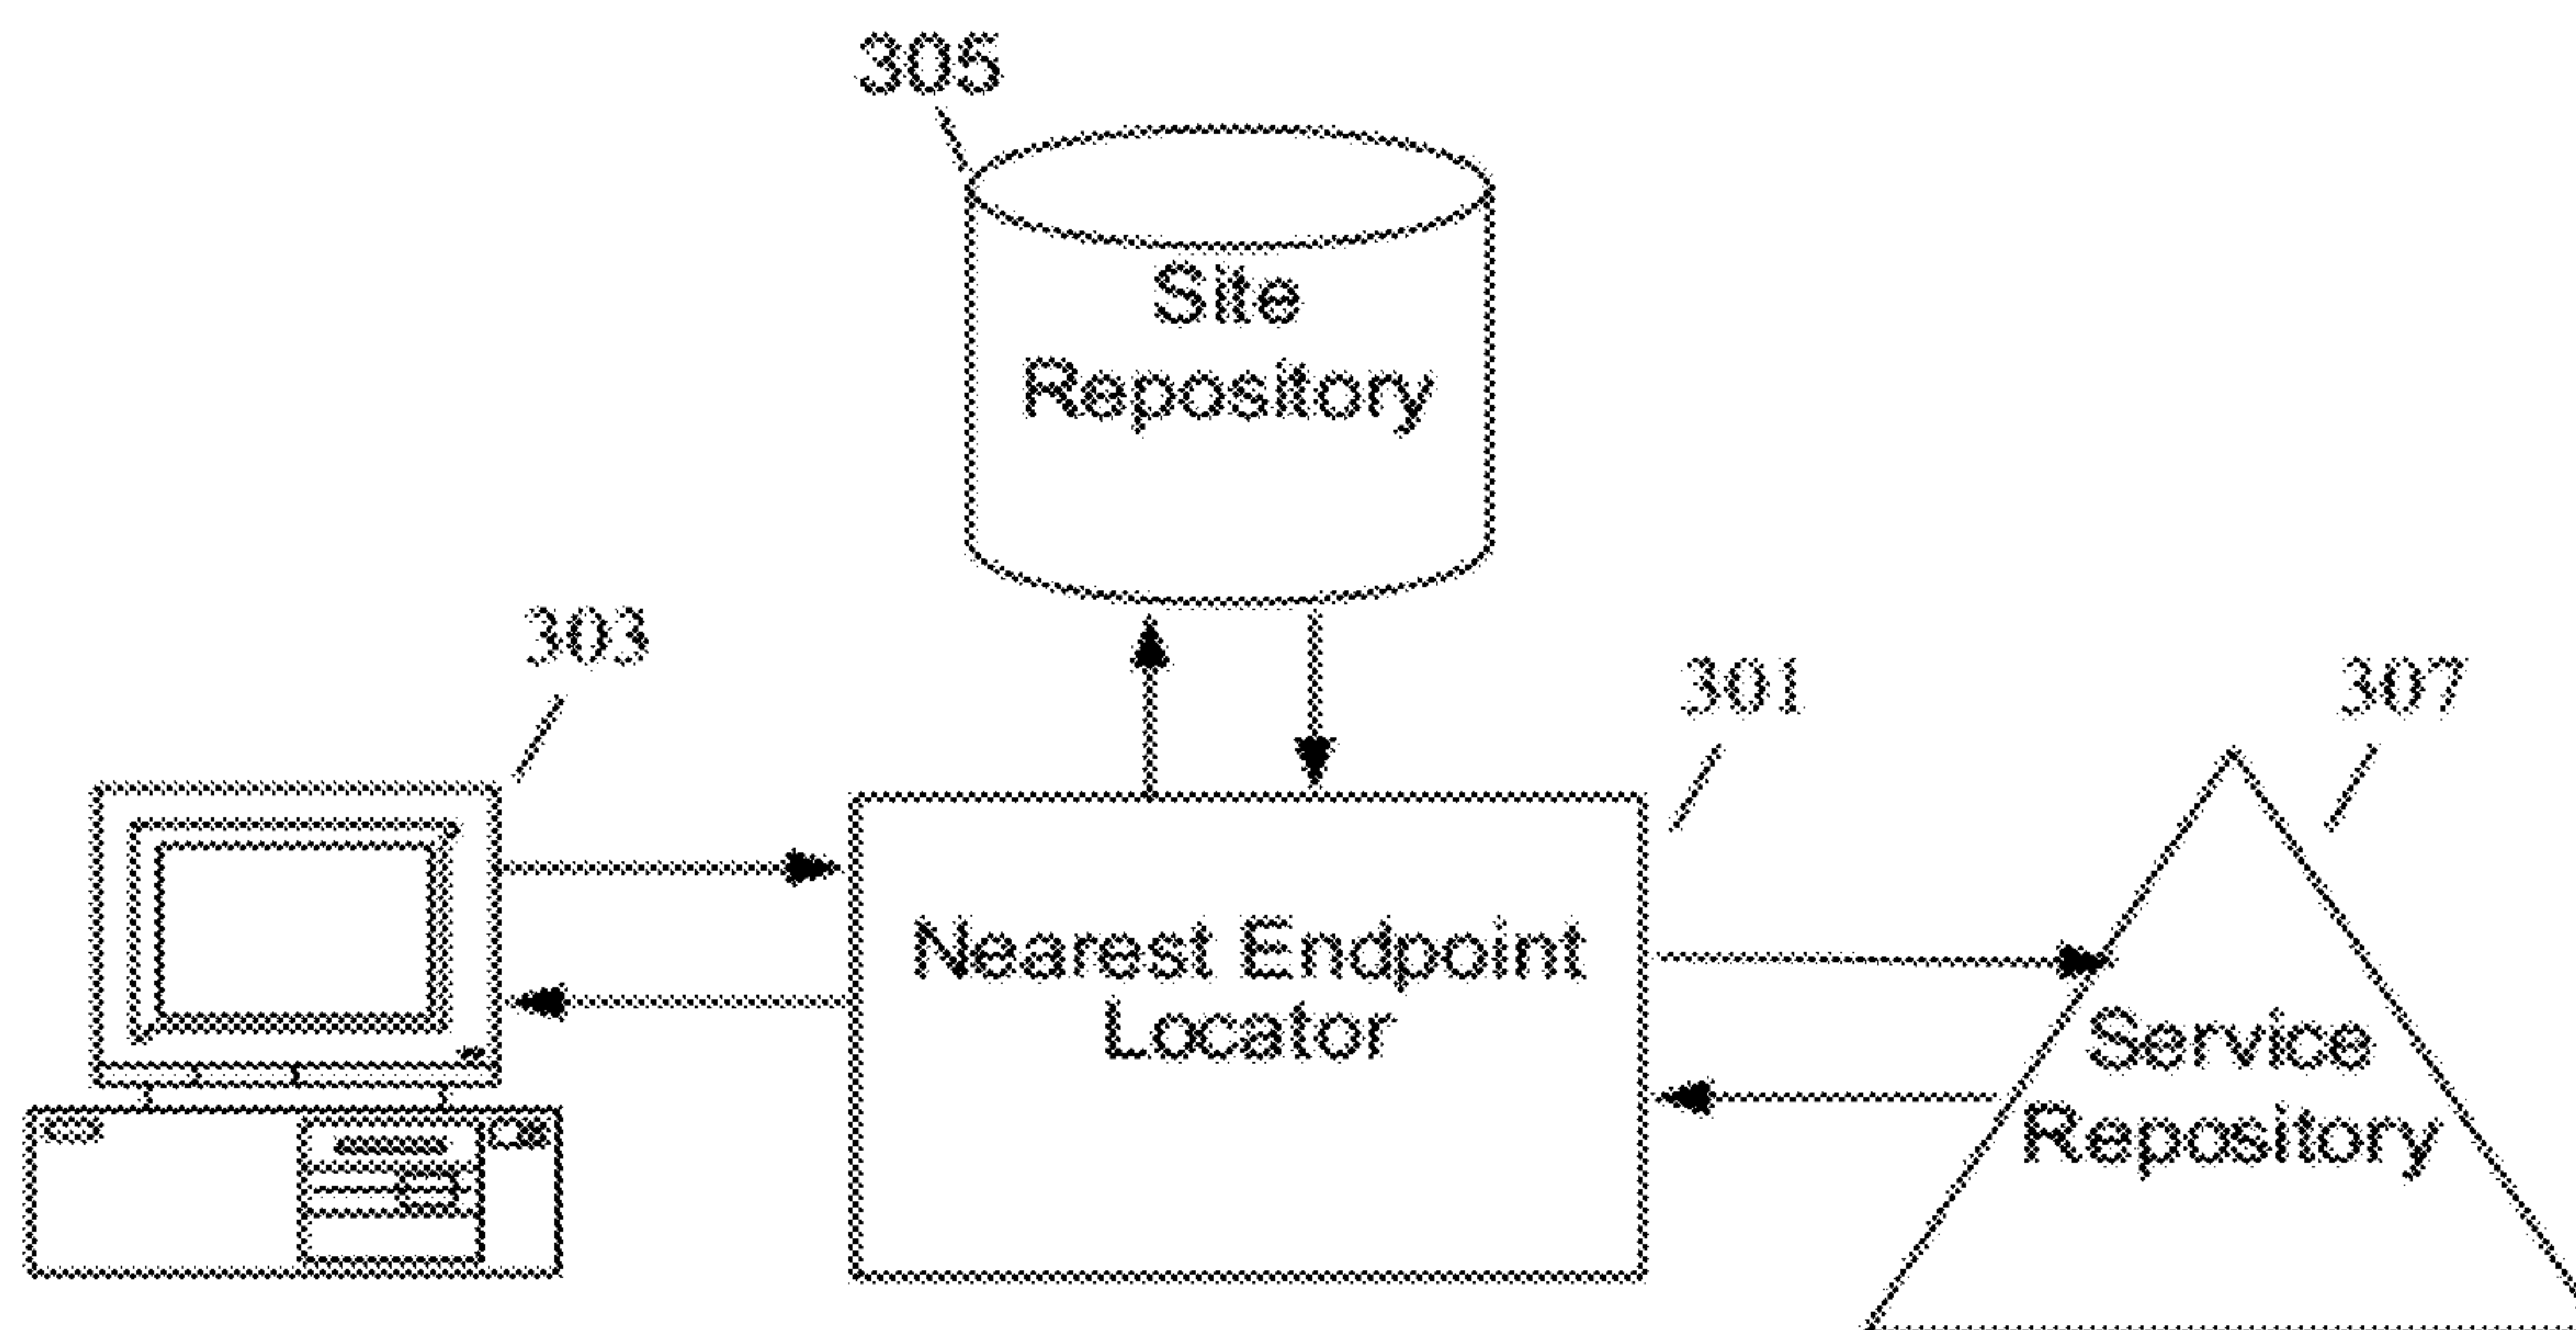 305
Site
Repository
303
301
307
Nearest Endpoint
Locator
Service
Repository